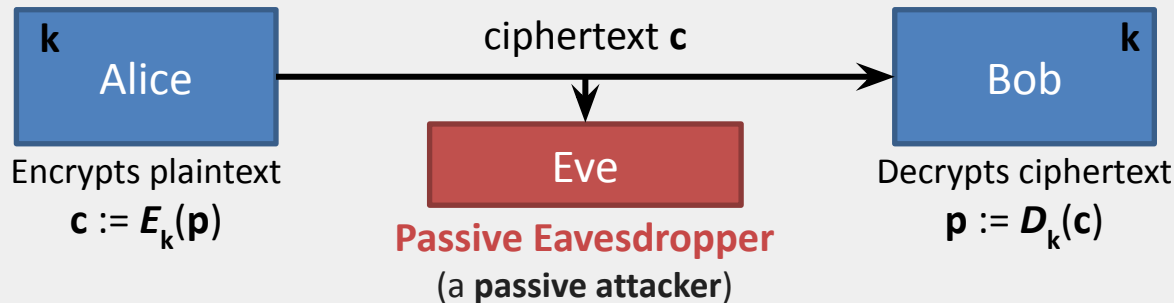 k
Alice
Encrypts plaintext
c := Eₖ(p)
ciphertext c
Eve
Passive Eavesdropper
(a passive attacker)
k
Bob
Decrypts ciphertext
p := Dₖ(c)